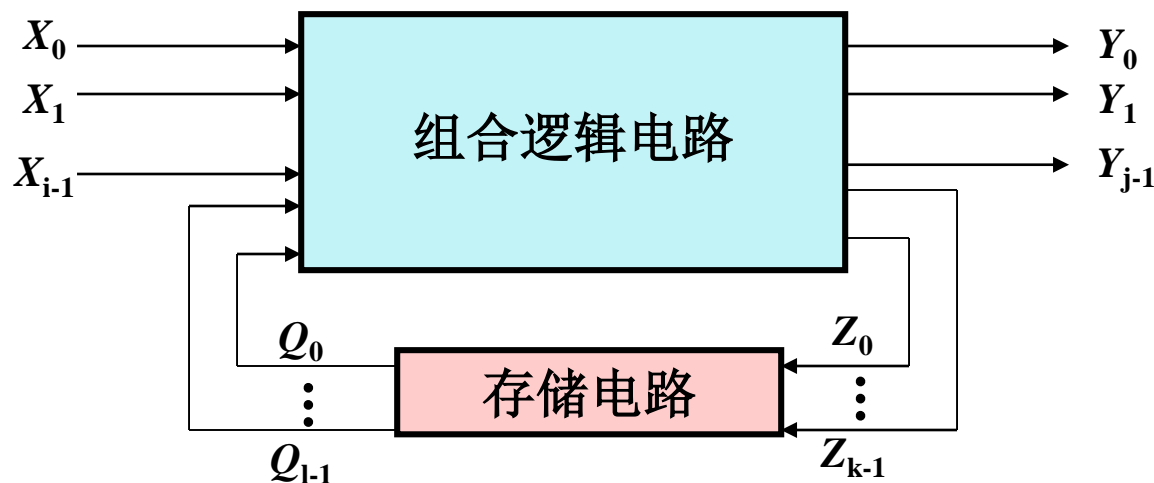 X₀
Y₀
X₁
组合逻辑电路
Y₁
Xᵢ₋₁
Yⱼ₋₁
Q₀
Z₀
存储电路
Qₗ₋₁
Zₖ₋₁